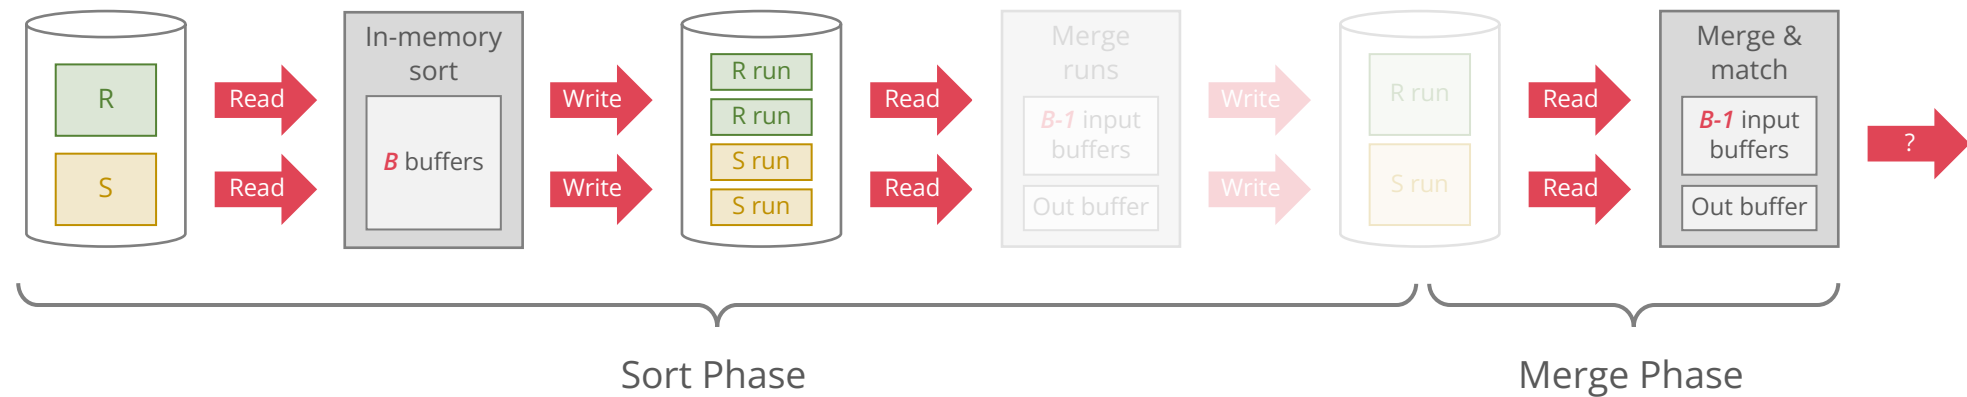 R
S
Read
Read
In-memory
sort
B buffers
Write
Write
R run
R run
S run
S run
Read
Read
Merge
runs
B-1 input
buffers
Out buffer
Write
Write
R run
S run
Read
Read
Merge &
match
B-1 input
buffers
Out buffer
?
Sort Phase
Merge Phase